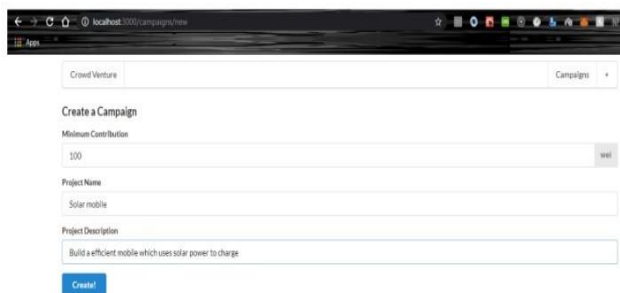 localhost:3000/campaigns/new
Apps
Crowd Venture
Campaigns +
Create a Campaign
Minimum Contribution
100 wei
Project Name
Solar mobile
Project Description
Build a efficient mobile which uses solar power to charge
Create!